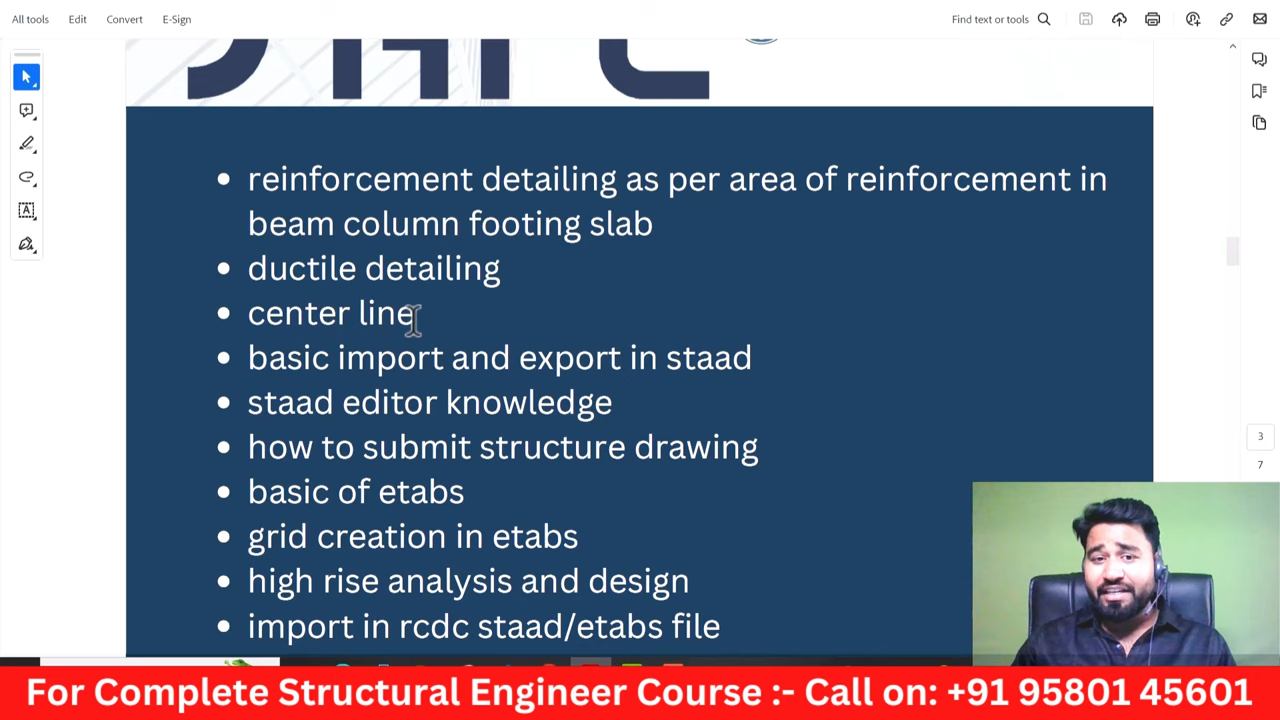 All tools Edit Convert E-Sign Find text or tools
reinforcement detailing as per area of reinforcement in
beam column footing slab
ductile detailing
center line
basic import and export in staad
staad editor knowledge
how to submit structure drawing
basic of etabs
grid creation in etabs
high rise analysis and design
import in rcdc staad/etabs file
3
7
For Complete Structural Engineer Course :- Call on: +91 95801 45601